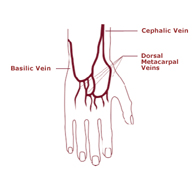 Cephalic Vein
Dorsal
Metacarpal
Veins
Basilic Vein